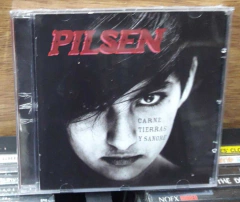 PILSEN
CARNE,
TIERRA
Y SANGRE
NOFX